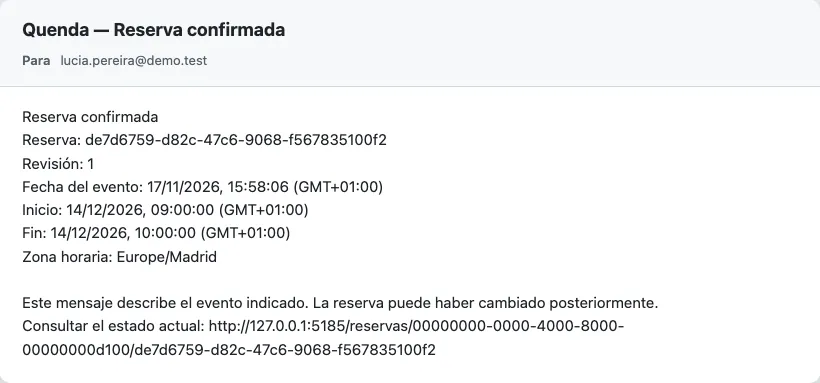 Quenda — Reserva confirmada
Para lucia.pereira@demo.test
Reserva confirmada
Reserva: de7d6759-d82c-47c6-9068-f567835100f2
Revisión: 1
Fecha del evento: 17/11/2026, 15:58:06 (GMT+01:00)
Inicio: 14/12/2026, 09:00:00 (GMT+01:00)
Fin: 14/12/2026, 10:00:00 (GMT+01:00)
Zona horaria: Europe/Madrid
Este mensaje describe el evento indicado. La reserva puede haber cambiado posteriormente.
Consultar el estado actual: http://127.0.0.1:5185/reservas/00000000-0000-4000-8000-
00000000d100/de7d6759-d82c-47c6-9068-f567835100f2